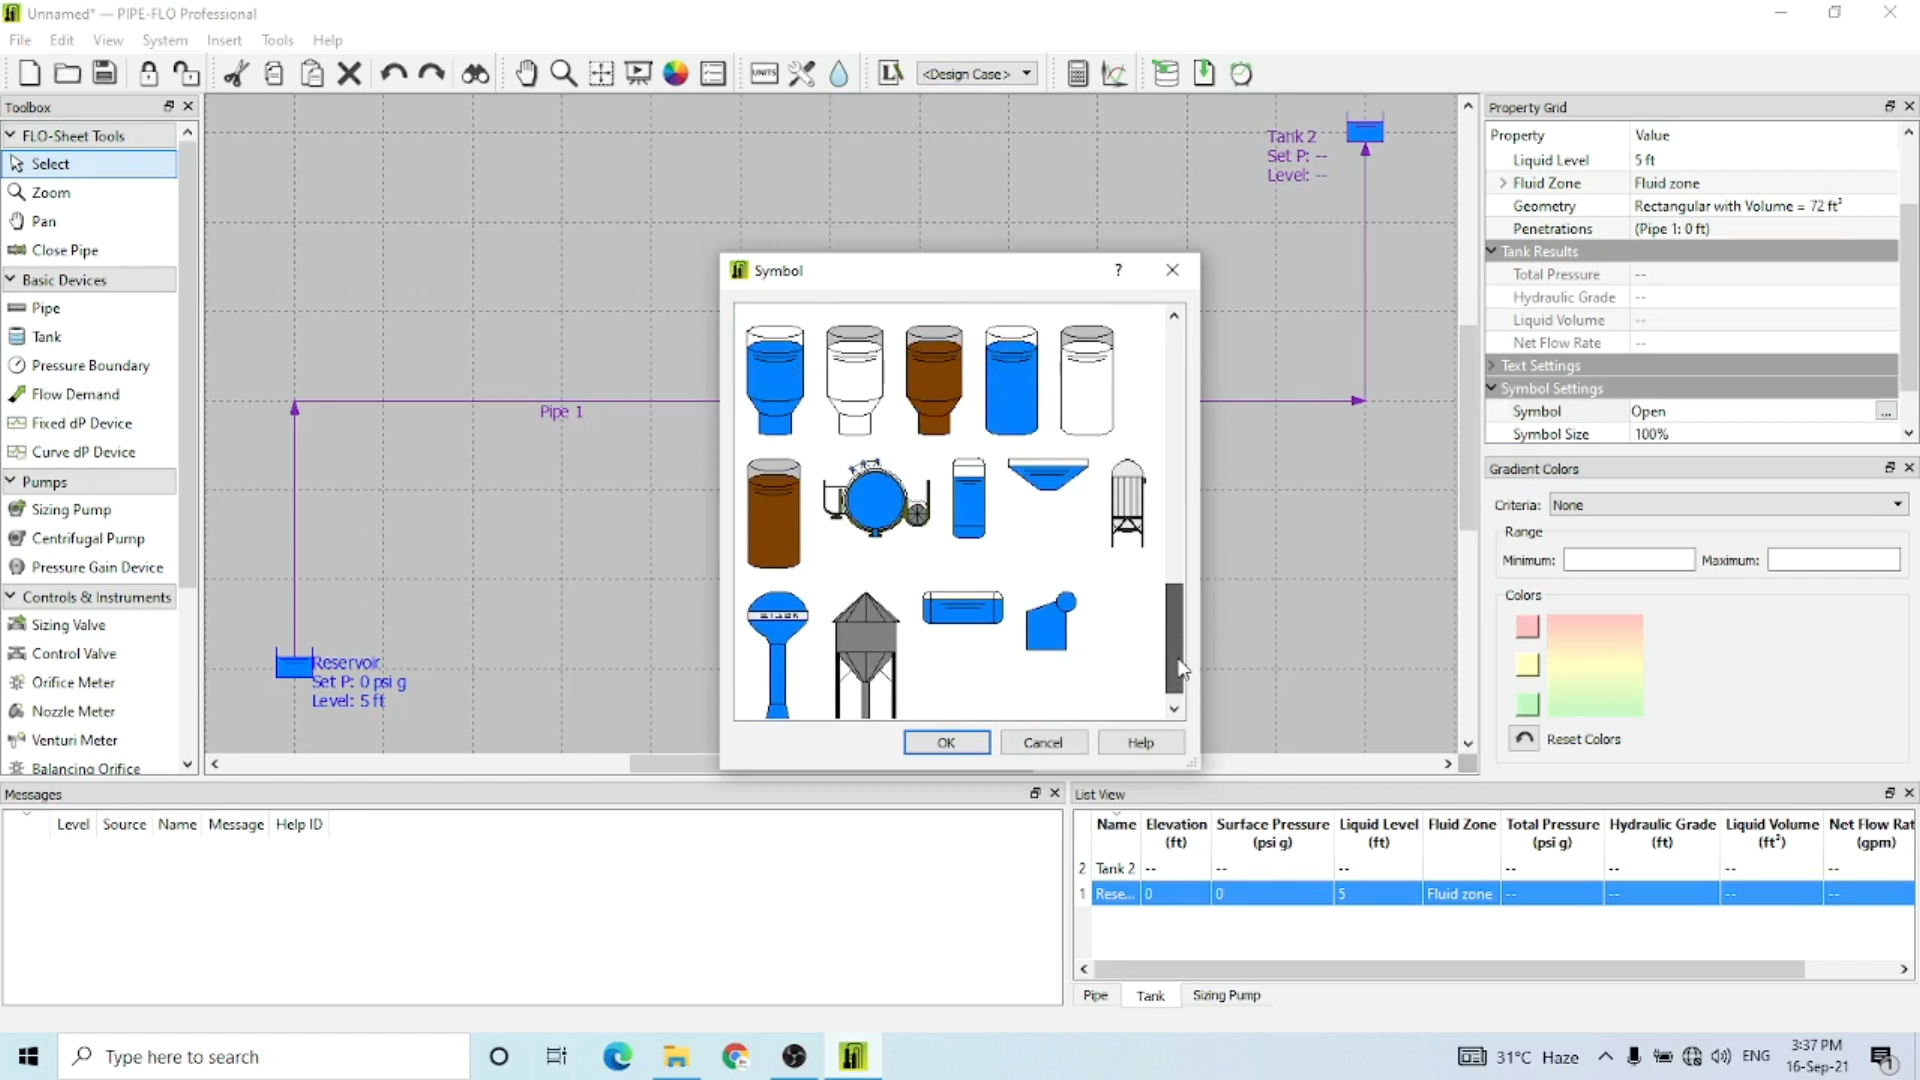 Unnamed* — PIPE-FLO Professional
File Edit View System Insert Tools Help
UNITS
<Design Case>
Toolbox
FLO-Sheet Tools
Select
Zoom
Pan
Close Pipe
Basic Devices
Pipe
Tank
Pressure Boundary
Flow Demand
Fixed dP Device
Curve dP Device
Pumps
Sizing Pump
Centrifugal Pump
Pressure Gain Device
Controls & Instruments
Sizing Valve
Control Valve
Orifice Meter
Nozzle Meter
Venturi Meter
Balancing Orifice
Pipe 1
Reservoir
Set P: 0 psi g
Level: 5 ft
Tank 2
Set P: --
Level: --
Symbol
?
OK Cancel Help
Property Grid
Property Value
Liquid Level 5 ft
Fluid Zone Fluid zone
Geometry Rectangular with Volume = 72 ft³
Penetrations (Pipe 1: 0 ft)
Tank Results
Total Pressure --
Hydraulic Grade --
Liquid Volume --
Net Flow Rate --
Text Settings
Symbol Settings
Symbol Open ...
Symbol Size 100%
Gradient Colors
Criteria: None
Range
Minimum: Maximum:
Colors
Reset Colors
Messages
Level Source Name Message Help ID
List View
Name Elevation (ft) Surface Pressure (psi g) Liquid Level (ft) Fluid Zone Total Pressure (psi g) Hydraulic Grade (ft) Liquid Volume (ft³) Net Flow Rat (gpm)
2 Tank 2 -- -- -- -- -- -- --
1 Rese... 0 0 5 Fluid zone -- -- -- --
Pipe Tank Sizing Pump
Type here to search
31°C Haze ENG
3:37 PM
16-Sep-21
1